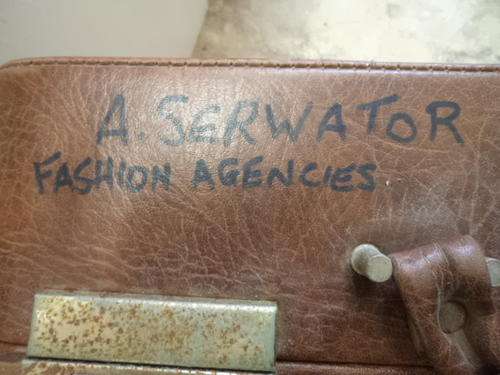 A. SERWATOR
FASHION AGENCIES